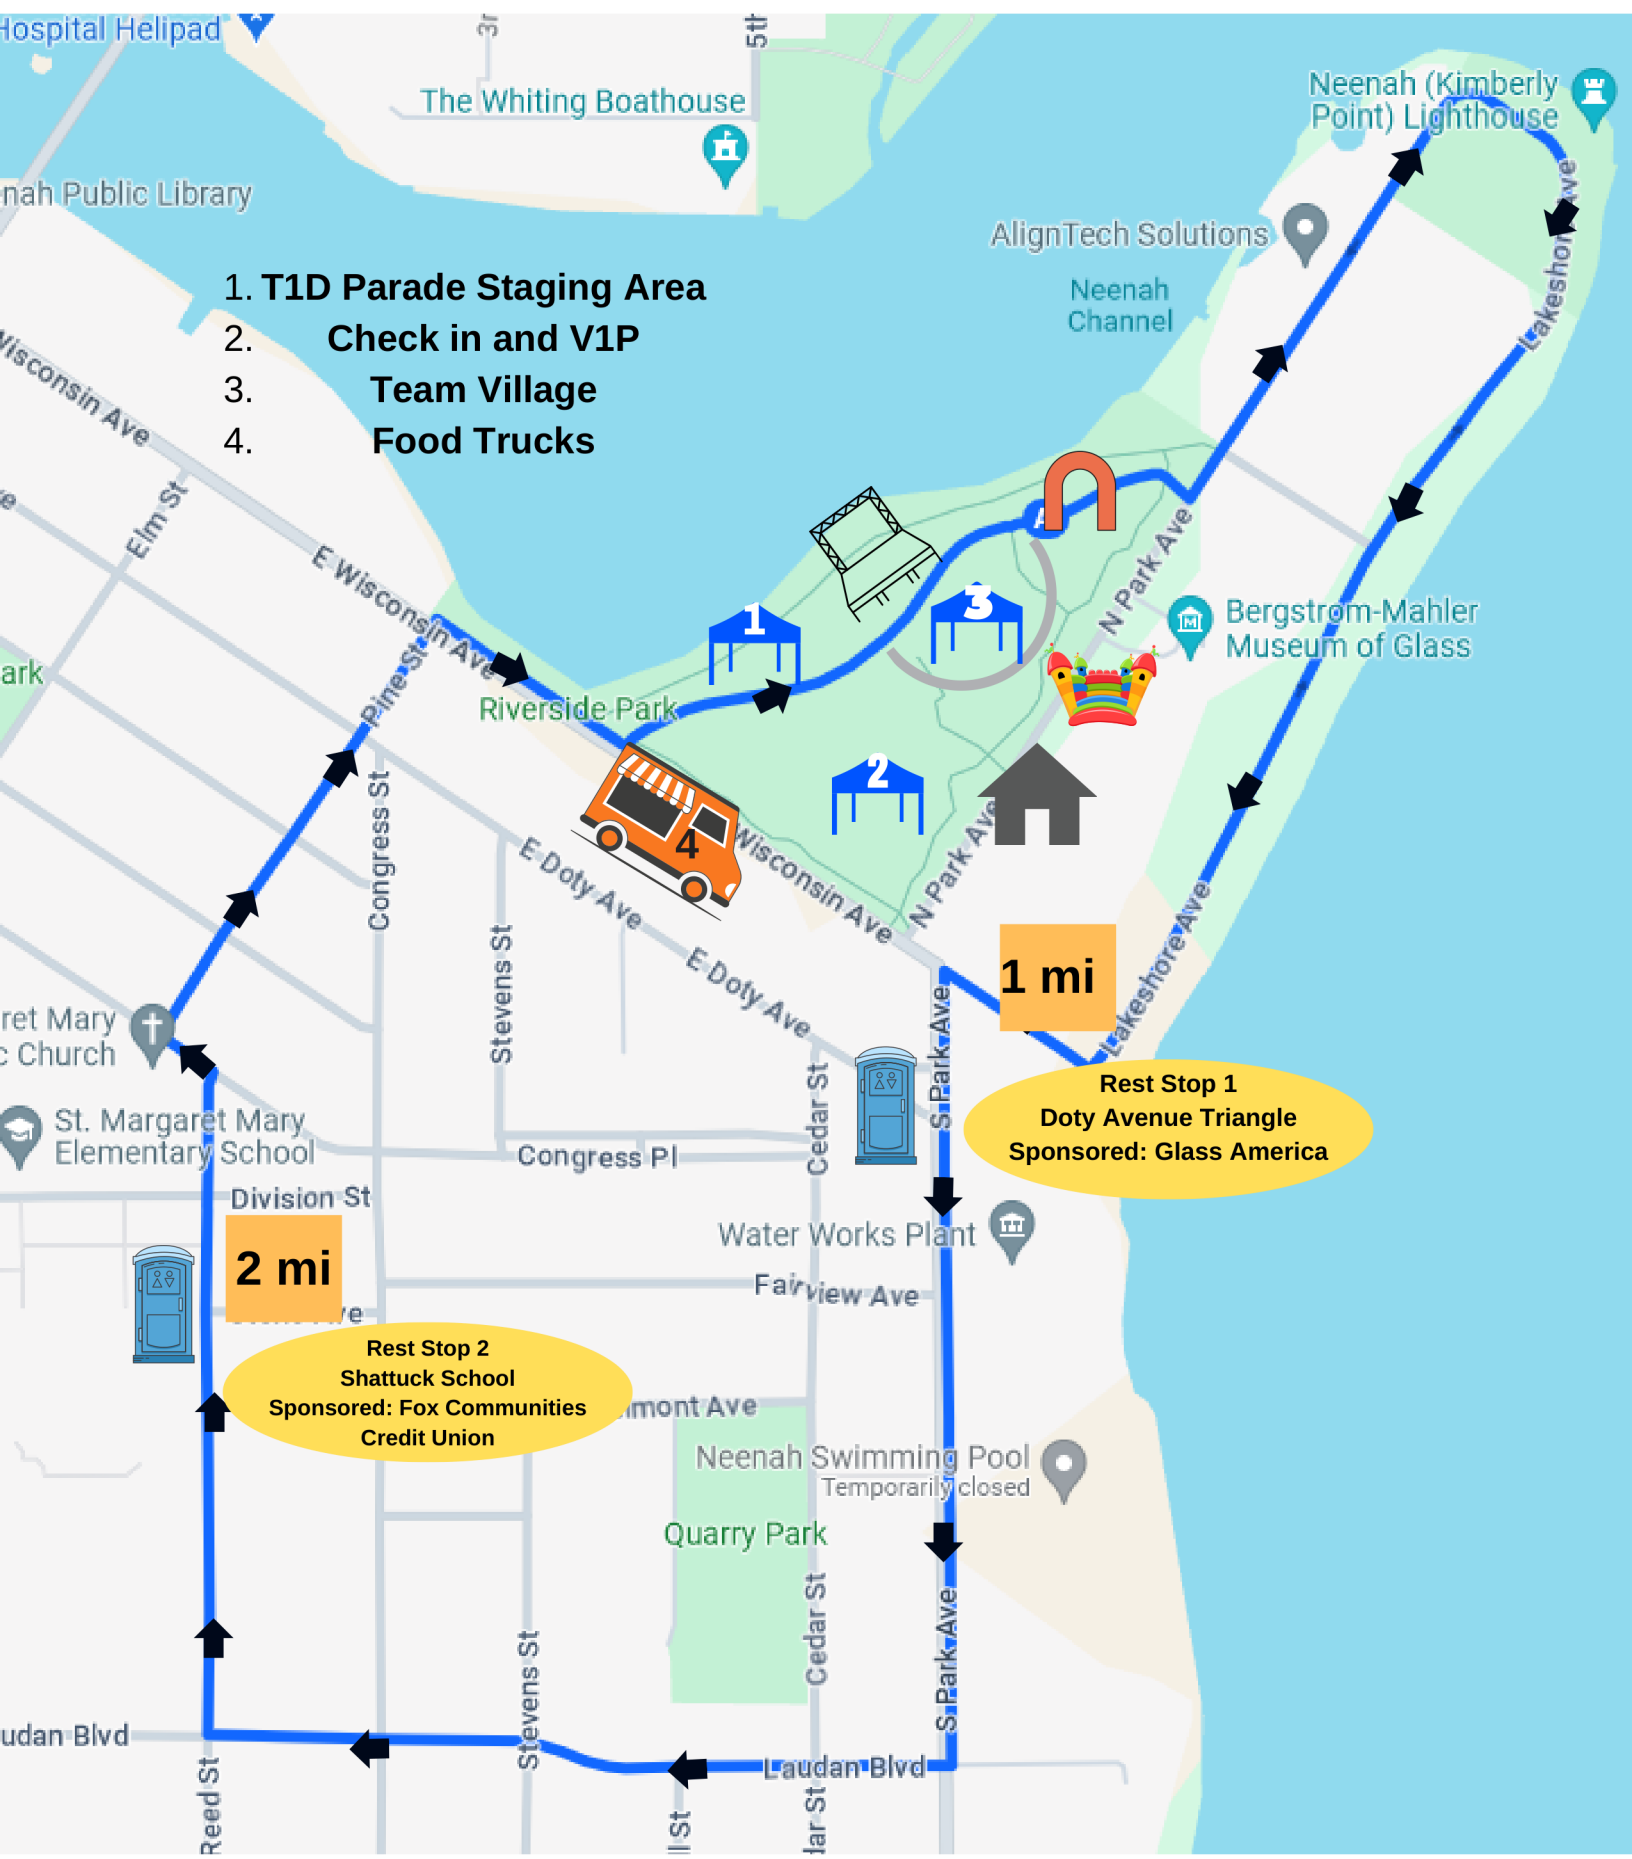 Hospital Helipad
5th
The Whiting Boathouse
Neenah (Kimberly
Point) Lighthouse
nah Public Library
AlignTech Solutions
Lakeshore Ave
Neenah
Channel
1. T1D Parade Staging Area
2. Check in and V1P
3. Team Village
4. Food Trucks
Wisconsin Ave
Elm St
E Wisconsin Ave
N Park Ave
1
3
Bergstrom-Mahler
Museum of Glass
ark
Pine St
Riverside Park
2
4
Congress St
E Doty Ave
Wisconsin Ave
N Park Ave
Stevens St
E Doty Ave
1 mi
Lakeshore Ave
S Park Ave
ret Mary
c Church
Rest Stop 1
Doty Avenue Triangle
Sponsored: Glass America
St. Margaret Mary
Elementary School
Cedar St
Congress Pl
Division St
Water Works Plant
2 mi
Fairview Ave
Rest Stop 2
Shattuck School
Sponsored: Fox Communities
Credit Union
lmont Ave
Neenah Swimming Pool
Temporarily closed
Quarry Park
Cedar St
S Park Ave
Stevens St
udan Blvd
Laudan Blvd
Reed St
ll St
dar St